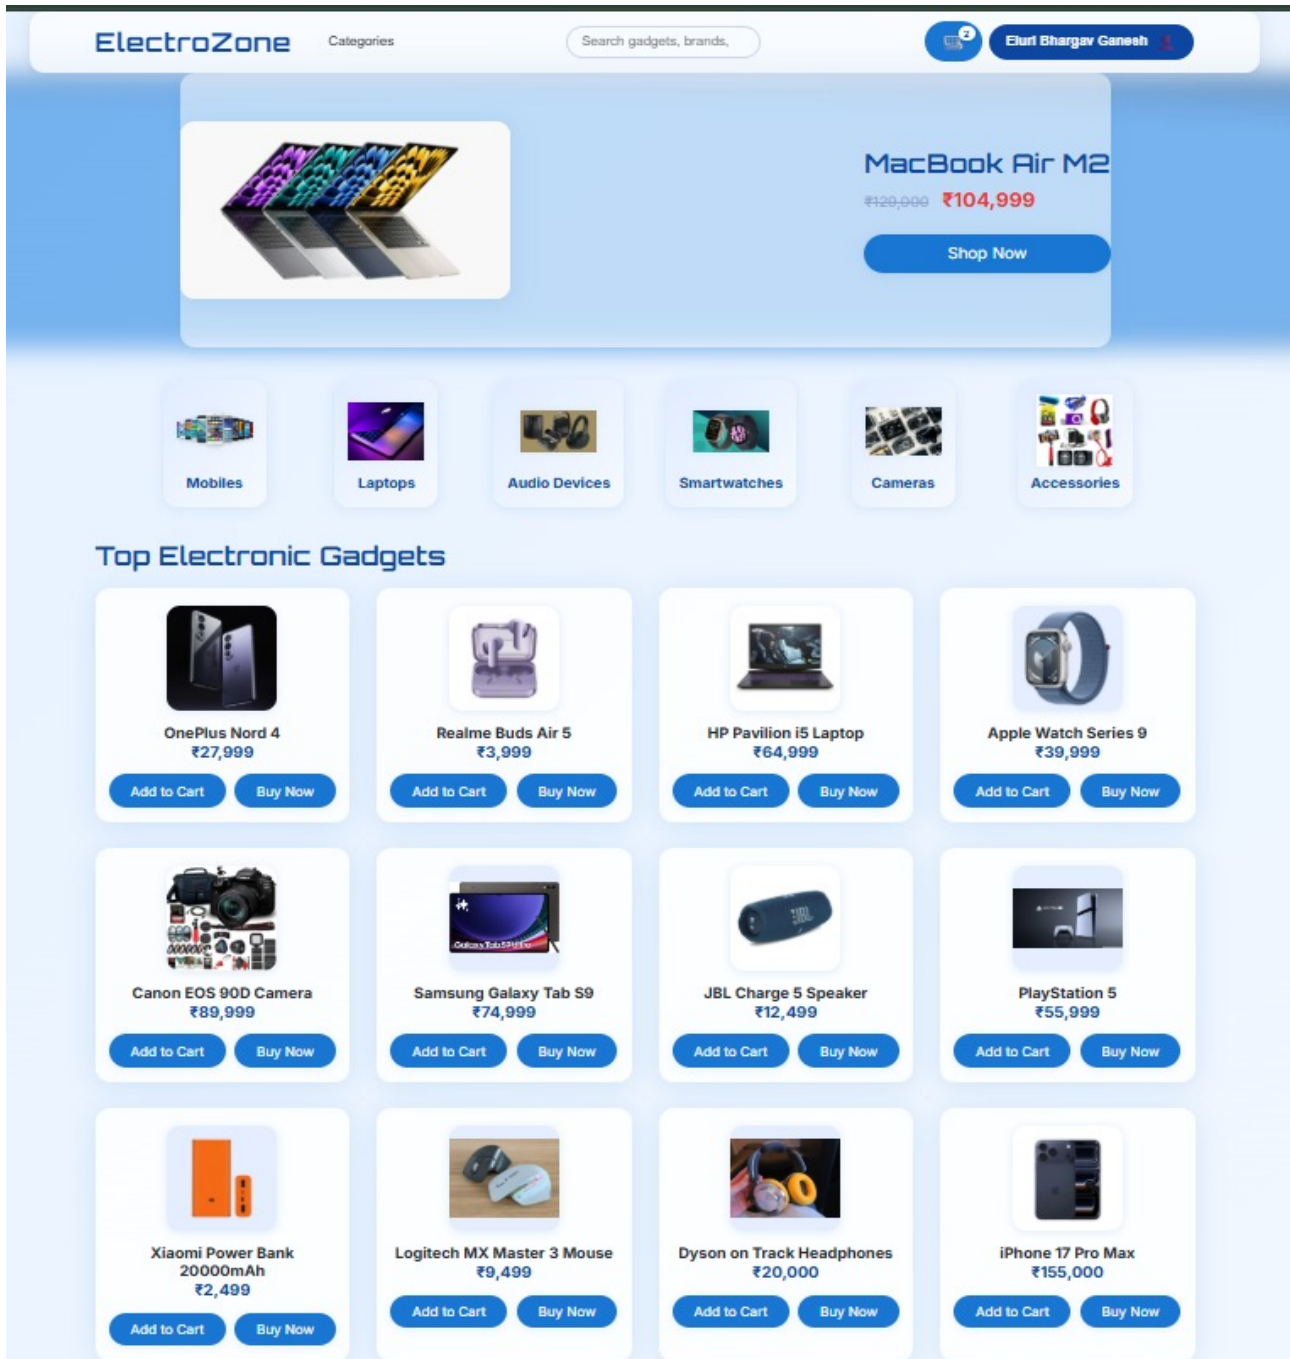 ElectroZone
Categories
Search gadgets, brands,
2
Eluri Bhargav Ganesh
MacBook Air M2
₹129,000 ₹104,999
Shop Now
Mobiles
Laptops
Audio Devices
Smartwatches
Cameras
Accessories
Top Electronic Gadgets
OnePlus Nord 4
₹27,999
Add to Cart
Buy Now
Realme Buds Air 5
₹3,999
Add to Cart
Buy Now
HP Pavilion i5 Laptop
₹64,999
Add to Cart
Buy Now
Apple Watch Series 9
₹39,999
Add to Cart
Buy Now
Canon EOS 90D Camera
₹89,999
Add to Cart
Buy Now
Samsung Galaxy Tab S9
₹74,999
Add to Cart
Buy Now
JBL
JBL Charge 5 Speaker
₹12,499
Add to Cart
Buy Now
PlayStation 5
₹55,999
Add to Cart
Buy Now
Xiaomi Power Bank
20000mAh
₹2,499
Add to Cart
Buy Now
Logitech MX Master 3 Mouse
₹9,499
Add to Cart
Buy Now
Dyson on Track Headphones
₹20,000
Add to Cart
Buy Now
iPhone 17 Pro Max
₹155,000
Add to Cart
Buy Now